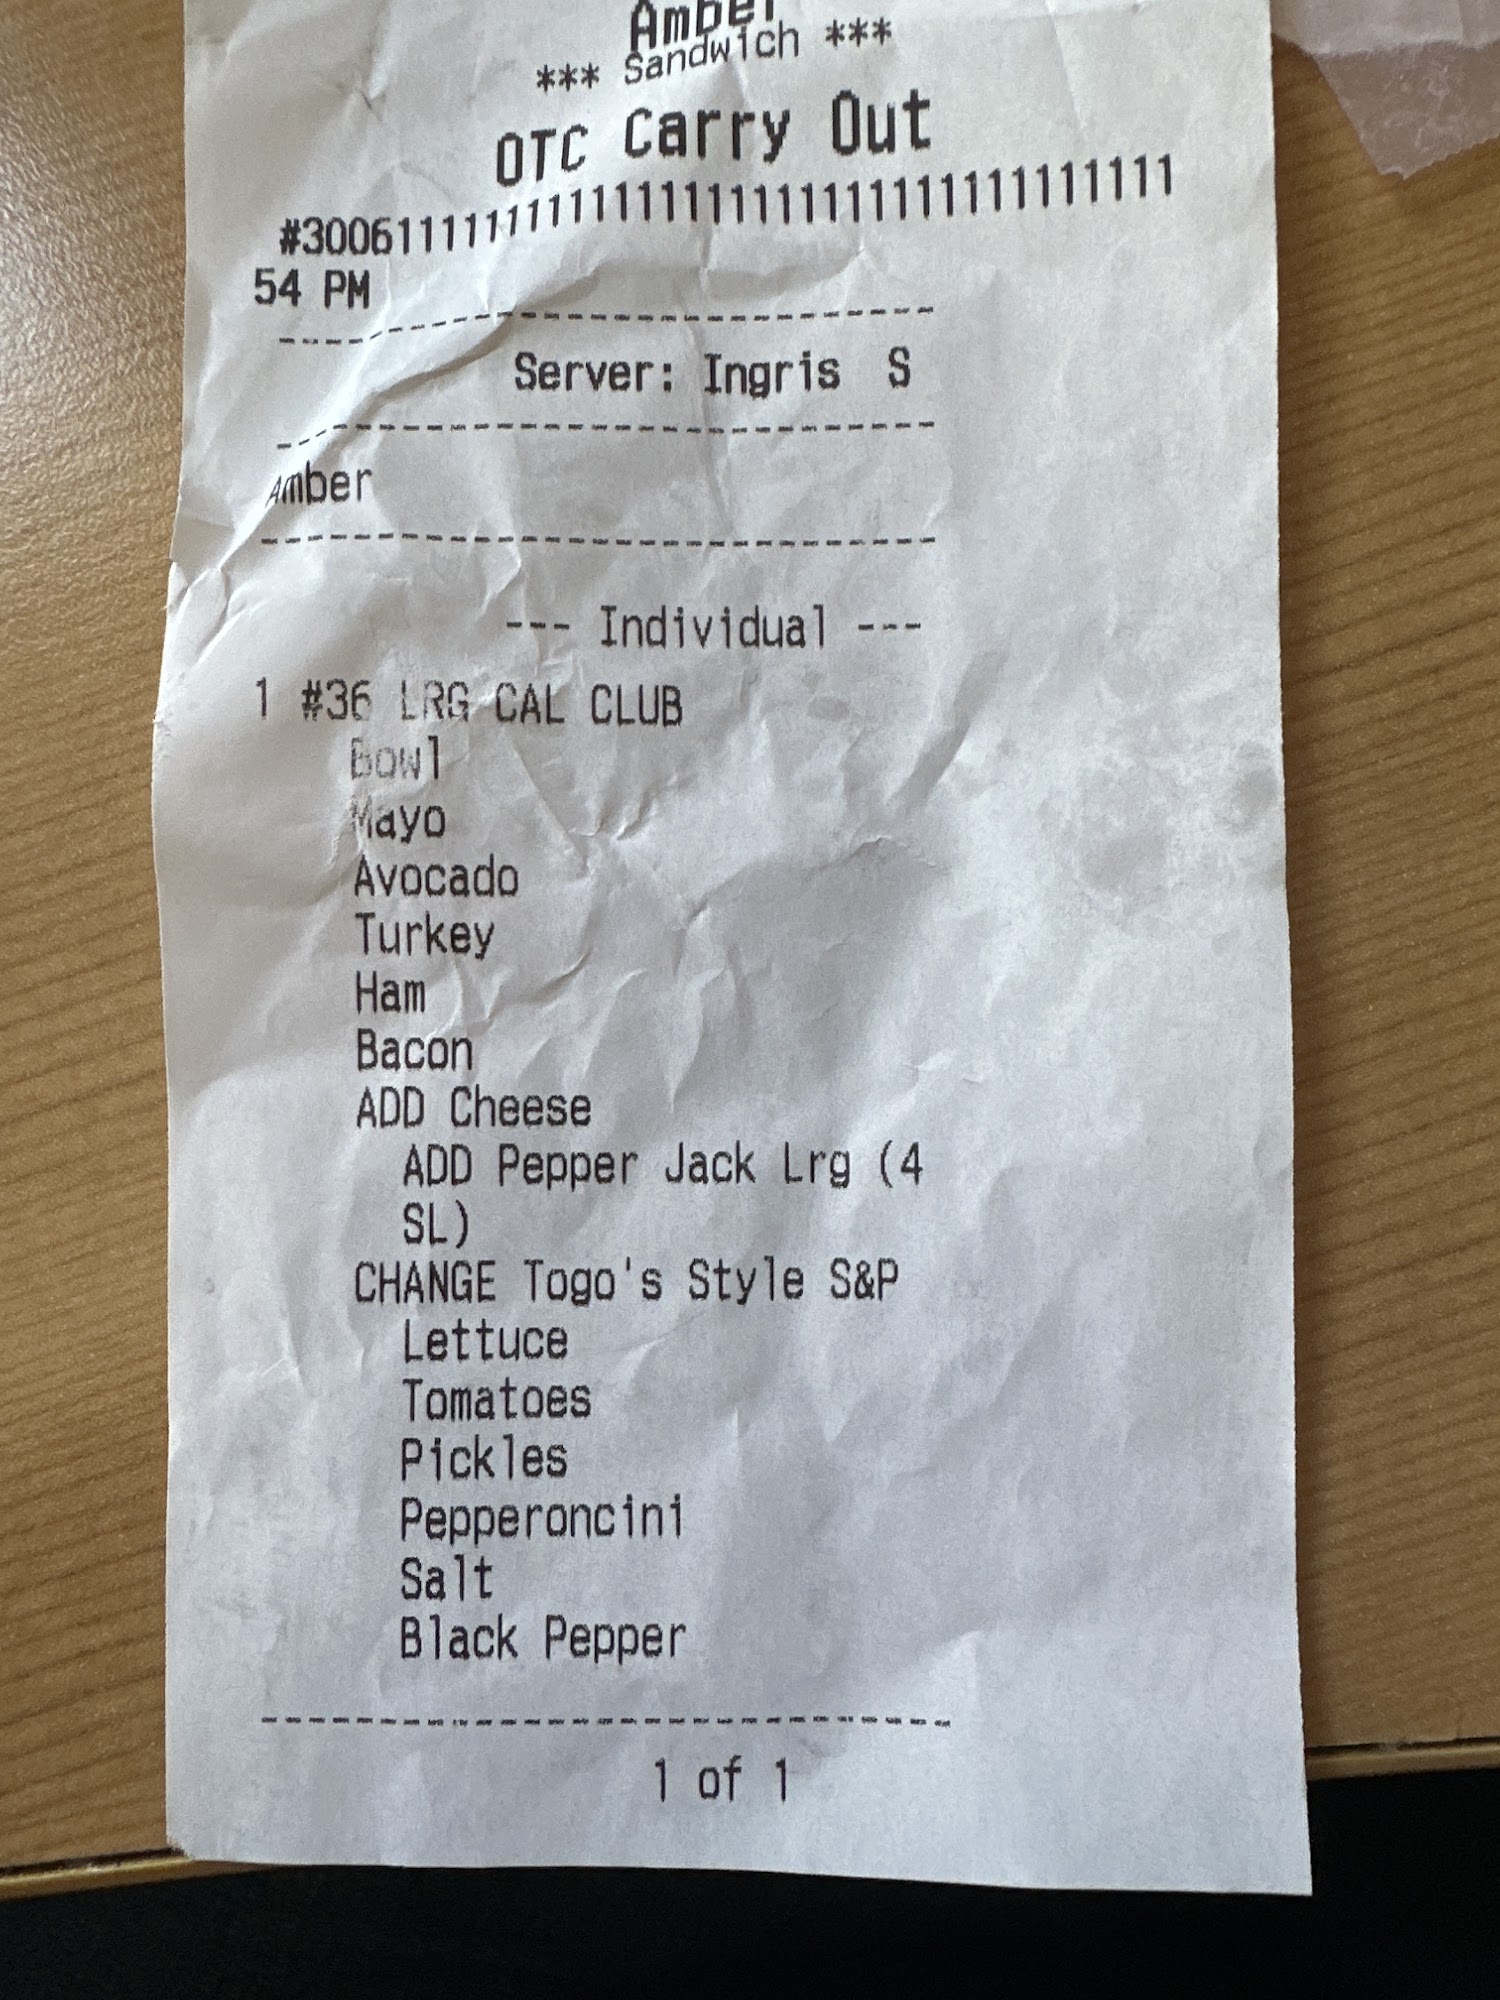 Amber
*** Sandwich ***
OTC Carry Out
#30061111111111111111111111111111111111
54 PM
Server: Ingris S
Amber
--- Individual ---
1 #36 LRG CAL CLUB
Bowl
Mayo
Avocado
Turkey
Ham
Bacon
ADD Cheese
ADD Pepper Jack Lrg (4
SL)
CHANGE Togo's Style S&P
Lettuce
Tomatoes
Pickles
Pepperoncini
Salt
Black Pepper
1 of 1